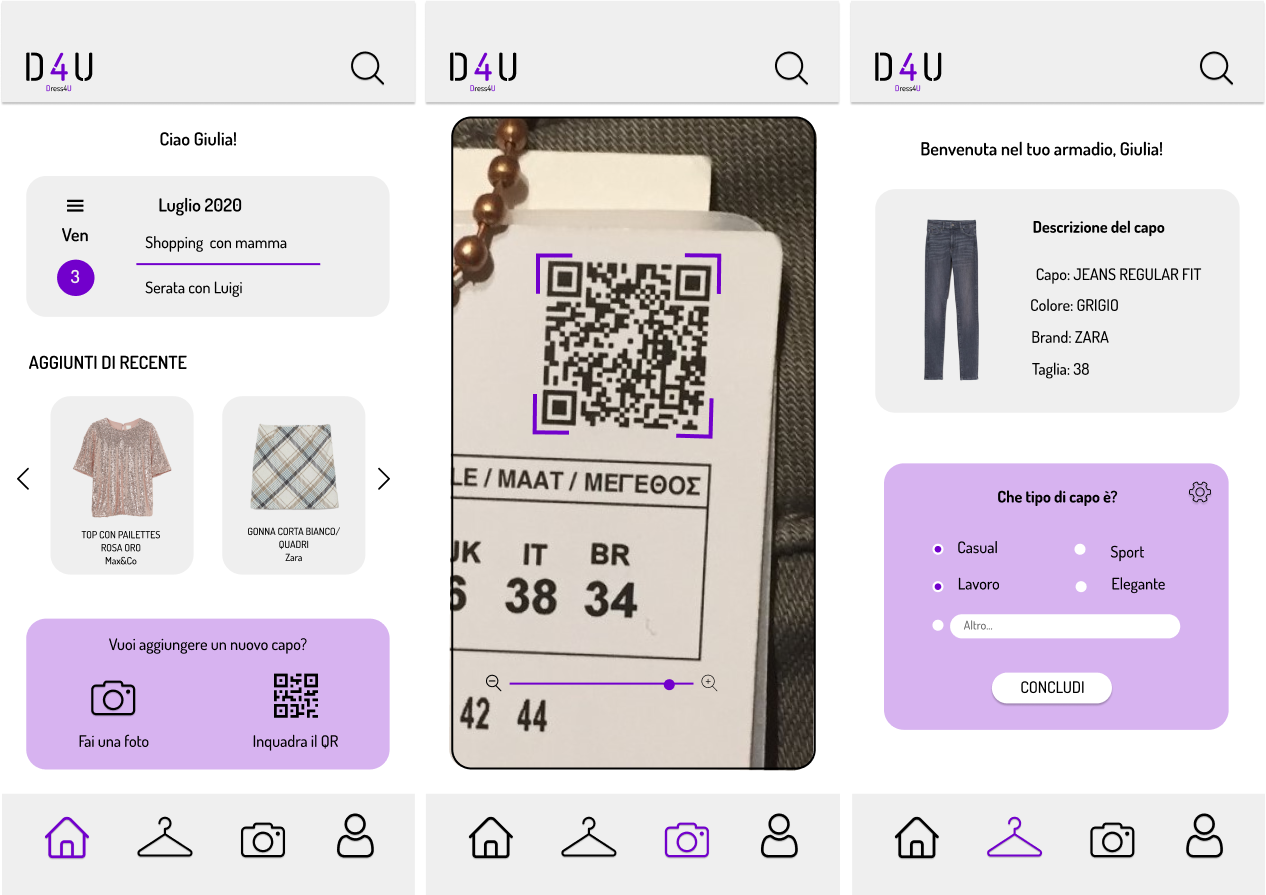 D4U
Dress4U
Ciao Giulia!
Luglio 2020
Ven
Shopping con mamma
3
Serata con Luigi
AGGIUNTI DI RECENTE
TOP CON PAILETTES
ROSA ORO
Max&Co
GONNA CORTA BIANCO/
QUADRI
Zara
Vuoi aggiungere un nuovo capo?
Fai una foto
Inquadra il QR
D4U
Dress4U
LE / MAAT / ΜΕΓΕΘΟΣ
UK IT BR
6 38 34
42 44
D4U
Dress4U
Benvenuta nel tuo armadio, Giulia!
Descrizione del capo
Capo: JEANS REGULAR FIT
Colore: GRIGIO
Brand: ZARA
Taglia: 38
Che tipo di capo è?
Casual
Sport
Lavoro
Elegante
Altro...
CONCLUDI